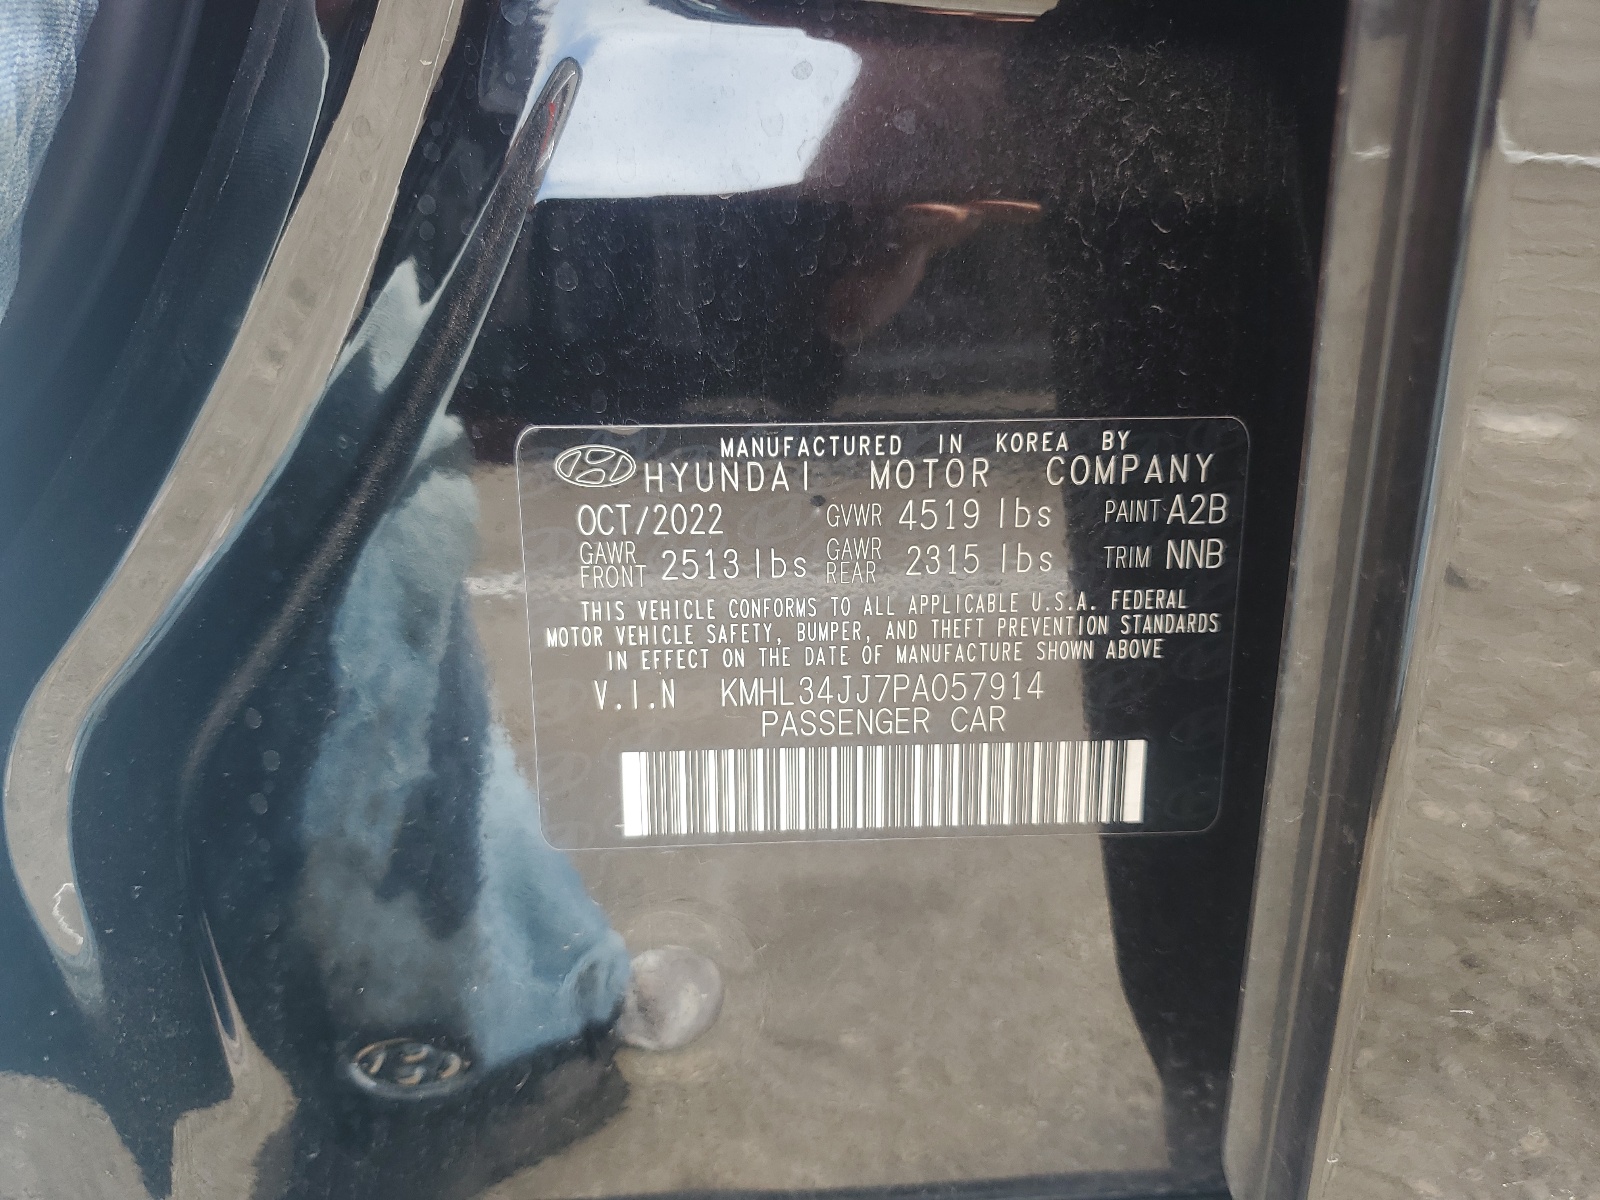 MANUFACTURED IN KOREA BY
HYUNDAI MOTOR COMPANY
OCT/2022 GVWR 4519 lbs PAINT A2B
GAWR FRONT 2513 lbs GAWR REAR 2315 lbs TRIM NNB
THIS VEHICLE CONFORMS TO ALL APPLICABLE U.S.A. FEDERAL
MOTOR VEHICLE SAFETY, BUMPER, AND THEFT PREVENTION STANDARDS
IN EFFECT ON THE DATE OF MANUFACTURE SHOWN ABOVE
V.I.N KMHL34JJ7PA057914
PASSENGER CAR